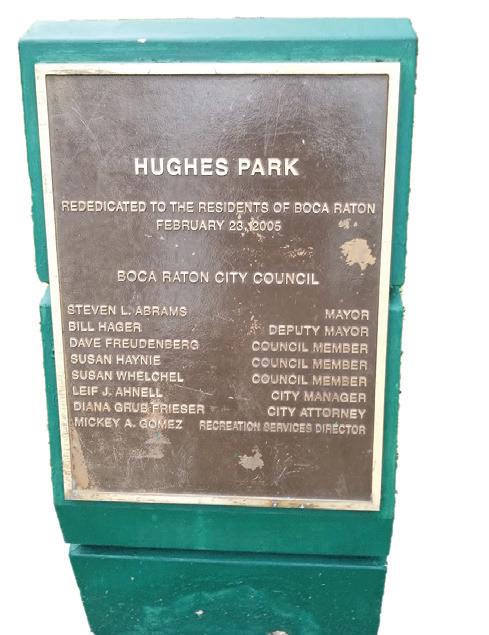 HUGHES PARK
REDEDICATED TO THE RESIDENTS OF BOCA RATON
FEBRUARY 23, 2005
BOCA RATON CITY COUNCIL
STEVEN L. ABRAMS MAYOR
BILL HAGER DEPUTY MAYOR
DAVE FREUDENBERG COUNCIL MEMBER
SUSAN HAYNIE COUNCIL MEMBER
SUSAN WHELCHEL COUNCIL MEMBER
LEIF J. AHNELL CITY MANAGER
DIANA GRUB FRIESER CITY ATTORNEY
MICKEY A. GOMEZ RECREATION SERVICES DIRECTOR